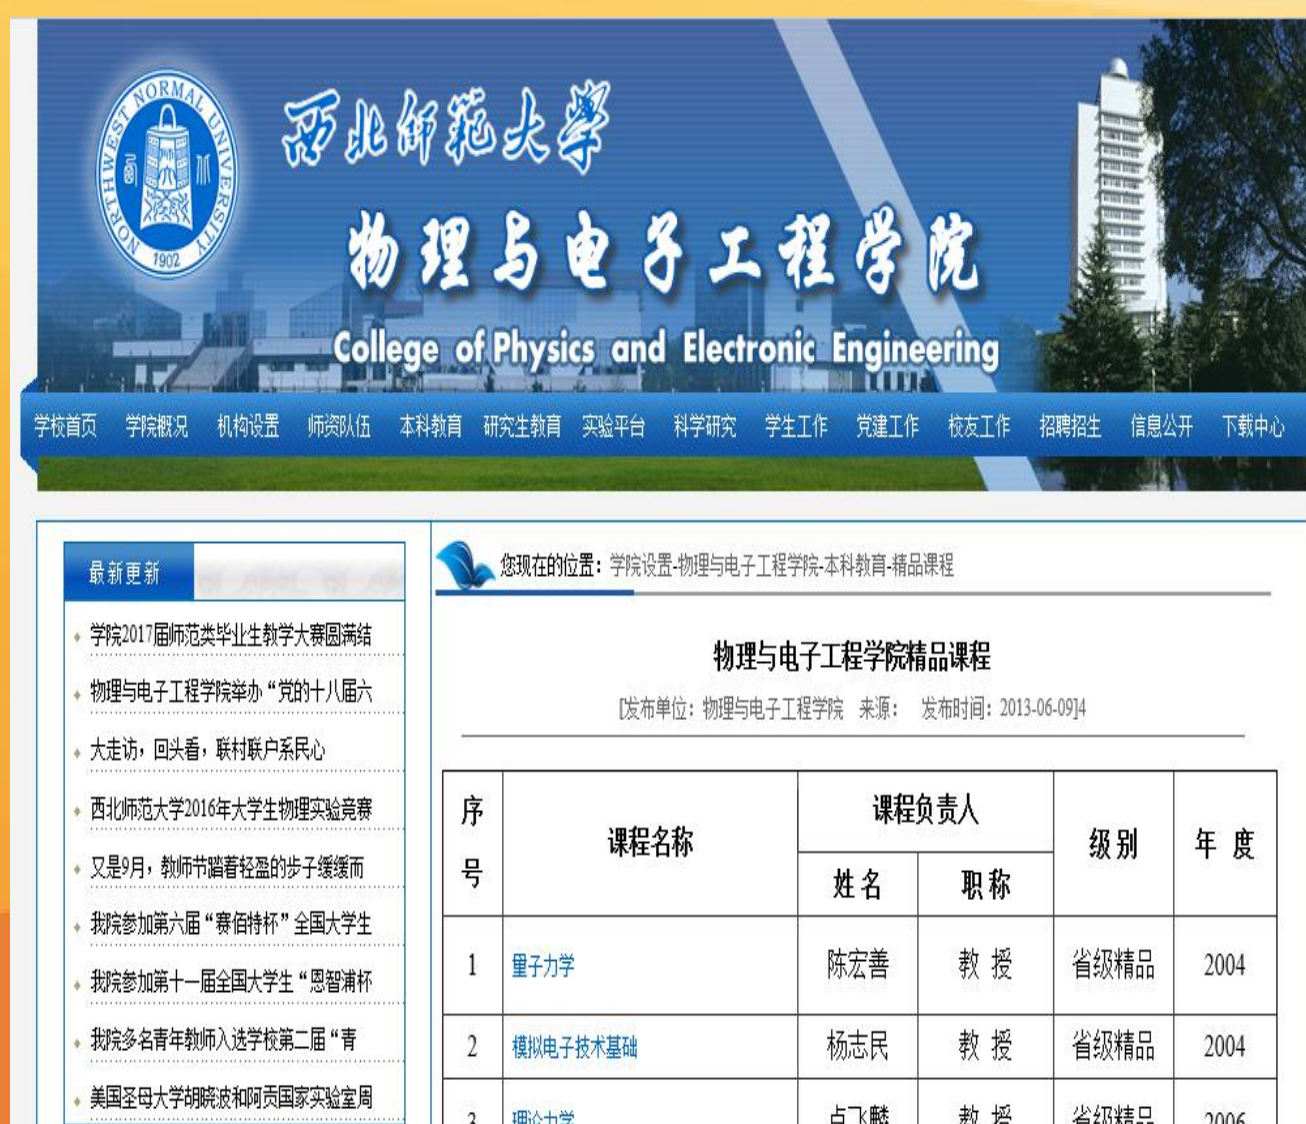 NORTHWEST NORMAL UNIVERSITY
1902
西北师范大学
物理与电子工程学院
College of Physics and Electronic Engineering
学校首页 学院概况 机构设置 师资队伍 本科教育 研究生教育 实验平台 科学研究 学生工作 党建工作 校友工作 招聘招生 信息公开 下载中心
最新更新
学院2017届师范类毕业生教学大赛圆满结
物理与电子工程学院举办“党的十八届六
大走访，回头看，联村联户系民心
西北师范大学2016年大学生物理实验竞赛
又是9月，教师节踏着轻盈的步子缓缓而
我院参加第六届“赛佰特杯”全国大学生
我院参加第十一届全国大学生“恩智浦杯
我院多名青年教师入选学校第二届“青
美国圣母大学胡晓波和阿贡国家实验室周
您现在的位置：学院设置-物理与电子工程学院-本科教育-精品课程
物理与电子工程学院精品课程
[发布单位：物理与电子工程学院 来源： 发布时间：2013-06-09]4
序号 课程名称 课程负责人 级别 年 度
姓名 职称
1 量子力学 陈宏善 教 授 省级精品 2004
2 模拟电子技术基础 杨志民 教 授 省级精品 2004
3 理论力学 卢飞麟 教 授 省级精品 2006